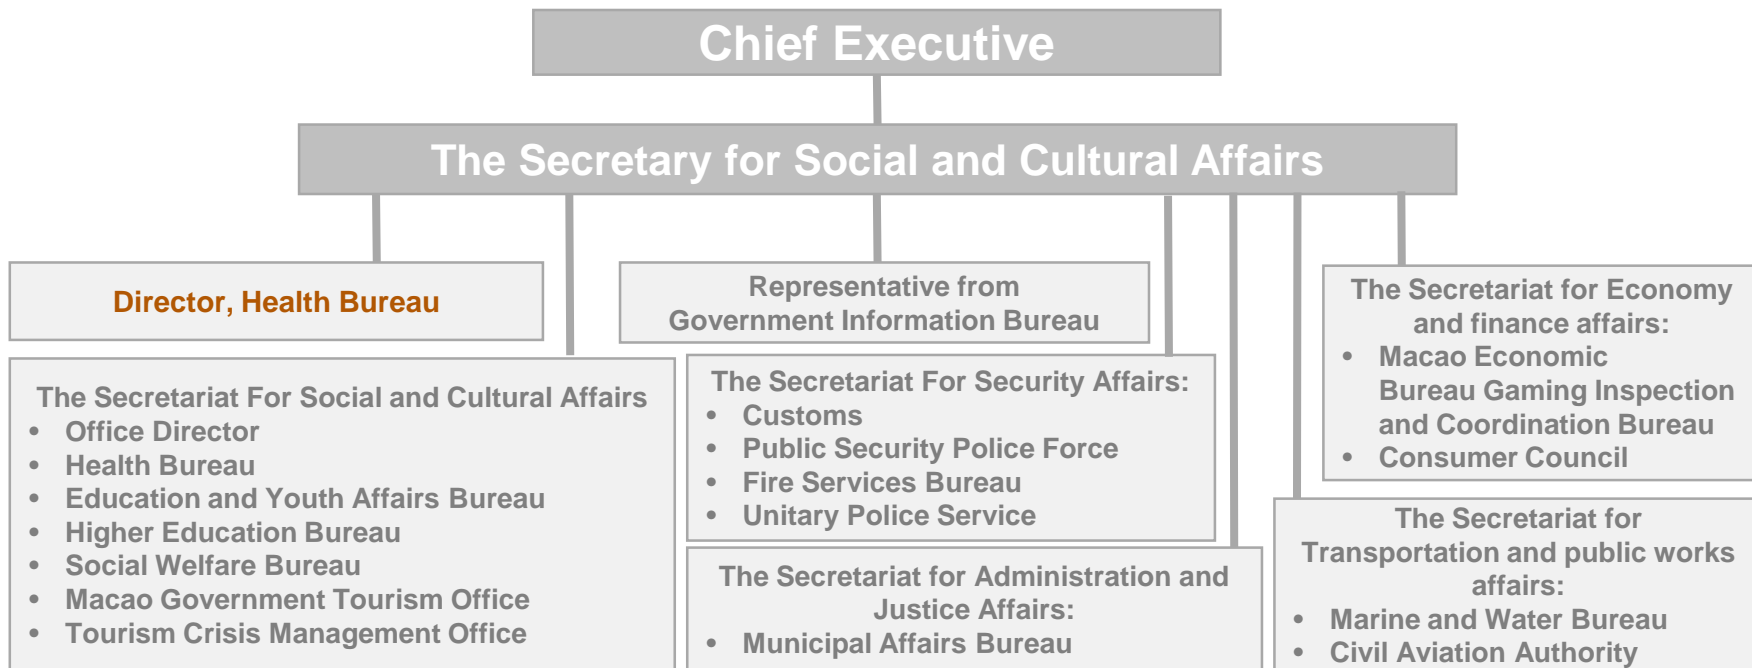 Chief Executive
The Secretary for Social and Cultural Affairs
Director, Health Bureau
The Secretariat For Social and Cultural Affairs
• Office Director
• Health Bureau
• Education and Youth Affairs Bureau
• Higher Education Bureau
• Social Welfare Bureau
• Macao Government Tourism Office
• Tourism Crisis Management Office
Representative from
Government Information Bureau
The Secretariat For Security Affairs:
• Customs
• Public Security Police Force
• Fire Services Bureau
• Unitary Police Service
The Secretariat for Administration and
Justice Affairs:
• Municipal Affairs Bureau
The Secretariat for Economy
and finance affairs:
• Macao Economic
Bureau Gaming Inspection
and Coordination Bureau
• Consumer Council
The Secretariat for
Transportation and public works
affairs:
• Marine and Water Bureau
• Civil Aviation Authority